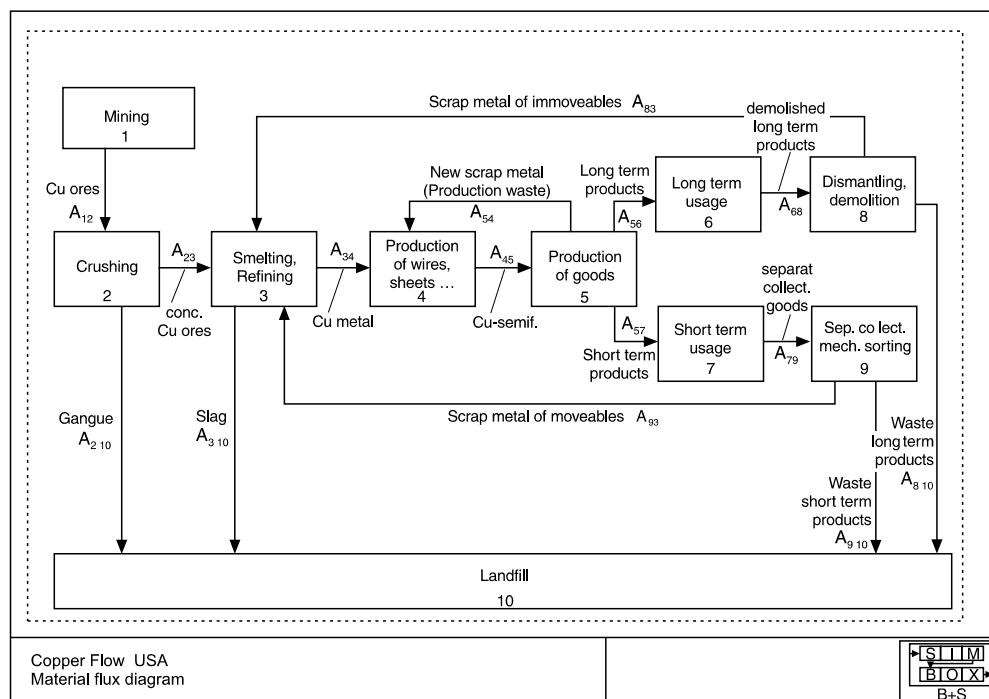 Mining
1
Cu ores
A12
Crushing
2
A23
conc.
Cu ores
Gangue
A2 10
Scrap metal of immoveables A83
Smelting,
Refining
3
Slag
A3 10
A34
Cu metal
New scrap metal
(Production waste)
A54
Production
of wires,
sheets ...
4
A45
Cu-semif.
Production
of goods
5
Long term
products
A56
A57
Short term
products
Long term
usage
6
demolished
long term
products
A68
Dismantling,
demolition
8
Short term
usage
7
separat
collect.
goods
A79
Sep. co lect.
mech. sorting
9
Scrap metal of moveables A93
Waste
long term
products
A8 10
Waste
short term
products
A9 10
Landfill
10
Copper Flow USA
Material flux diagram
S I M
B O X
B+S